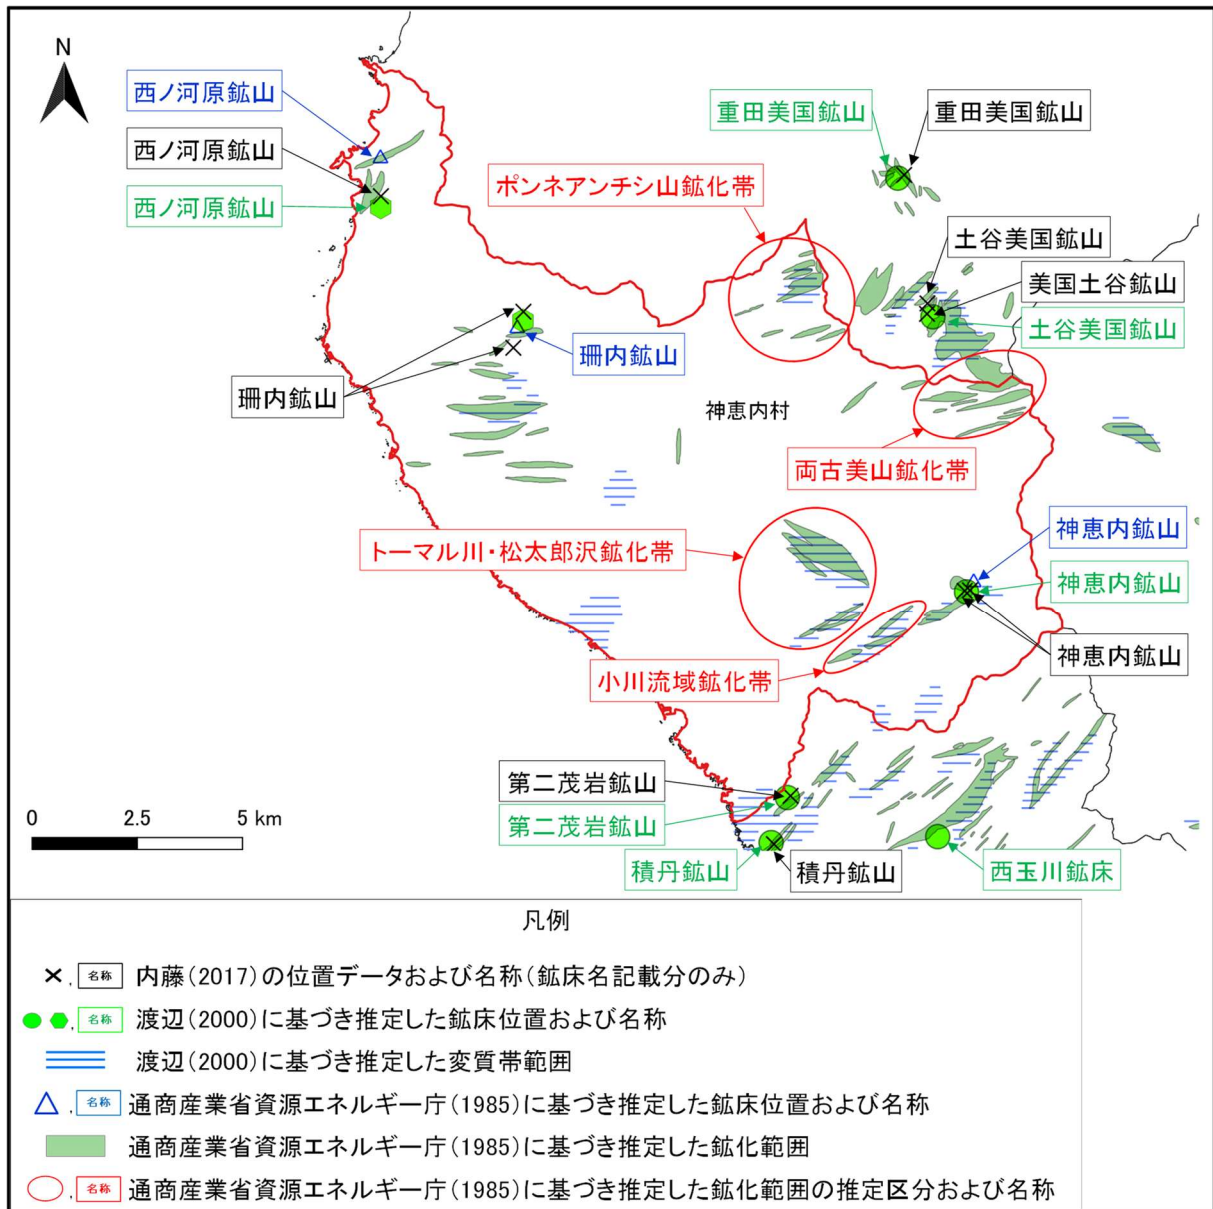 N
西ノ河原鉱山
西ノ河原鉱山
西ノ河原鉱山
重田美国鉱山
重田美国鉱山
ポンネアンチシ山鉱化帯
土谷美国鉱山
美国土谷鉱山
土谷美国鉱山
珊内鉱山
珊内鉱山
神恵内村
両古美山鉱化帯
トーマル川・松太郎沢鉱化帯
神恵内鉱山
神恵内鉱山
神恵内鉱山
小川流域鉱化帯
第二茂岩鉱山
第二茂岩鉱山
積丹鉱山
積丹鉱山
西玉川鉱床
0 2.5 5 km
凡例
名称 内藤(2017)の位置データおよび名称(鉱床名記載分のみ)
名称 渡辺(2000)に基づき推定した鉱床位置および名称
渡辺(2000)に基づき推定した変質帯範囲
名称 通商産業省資源エネルギー庁(1985)に基づき推定した鉱床位置および名称
通商産業省資源エネルギー庁(1985)に基づき推定した鉱化範囲
名称 通商産業省資源エネルギー庁(1985)に基づき推定した鉱化範囲の推定区分および名称